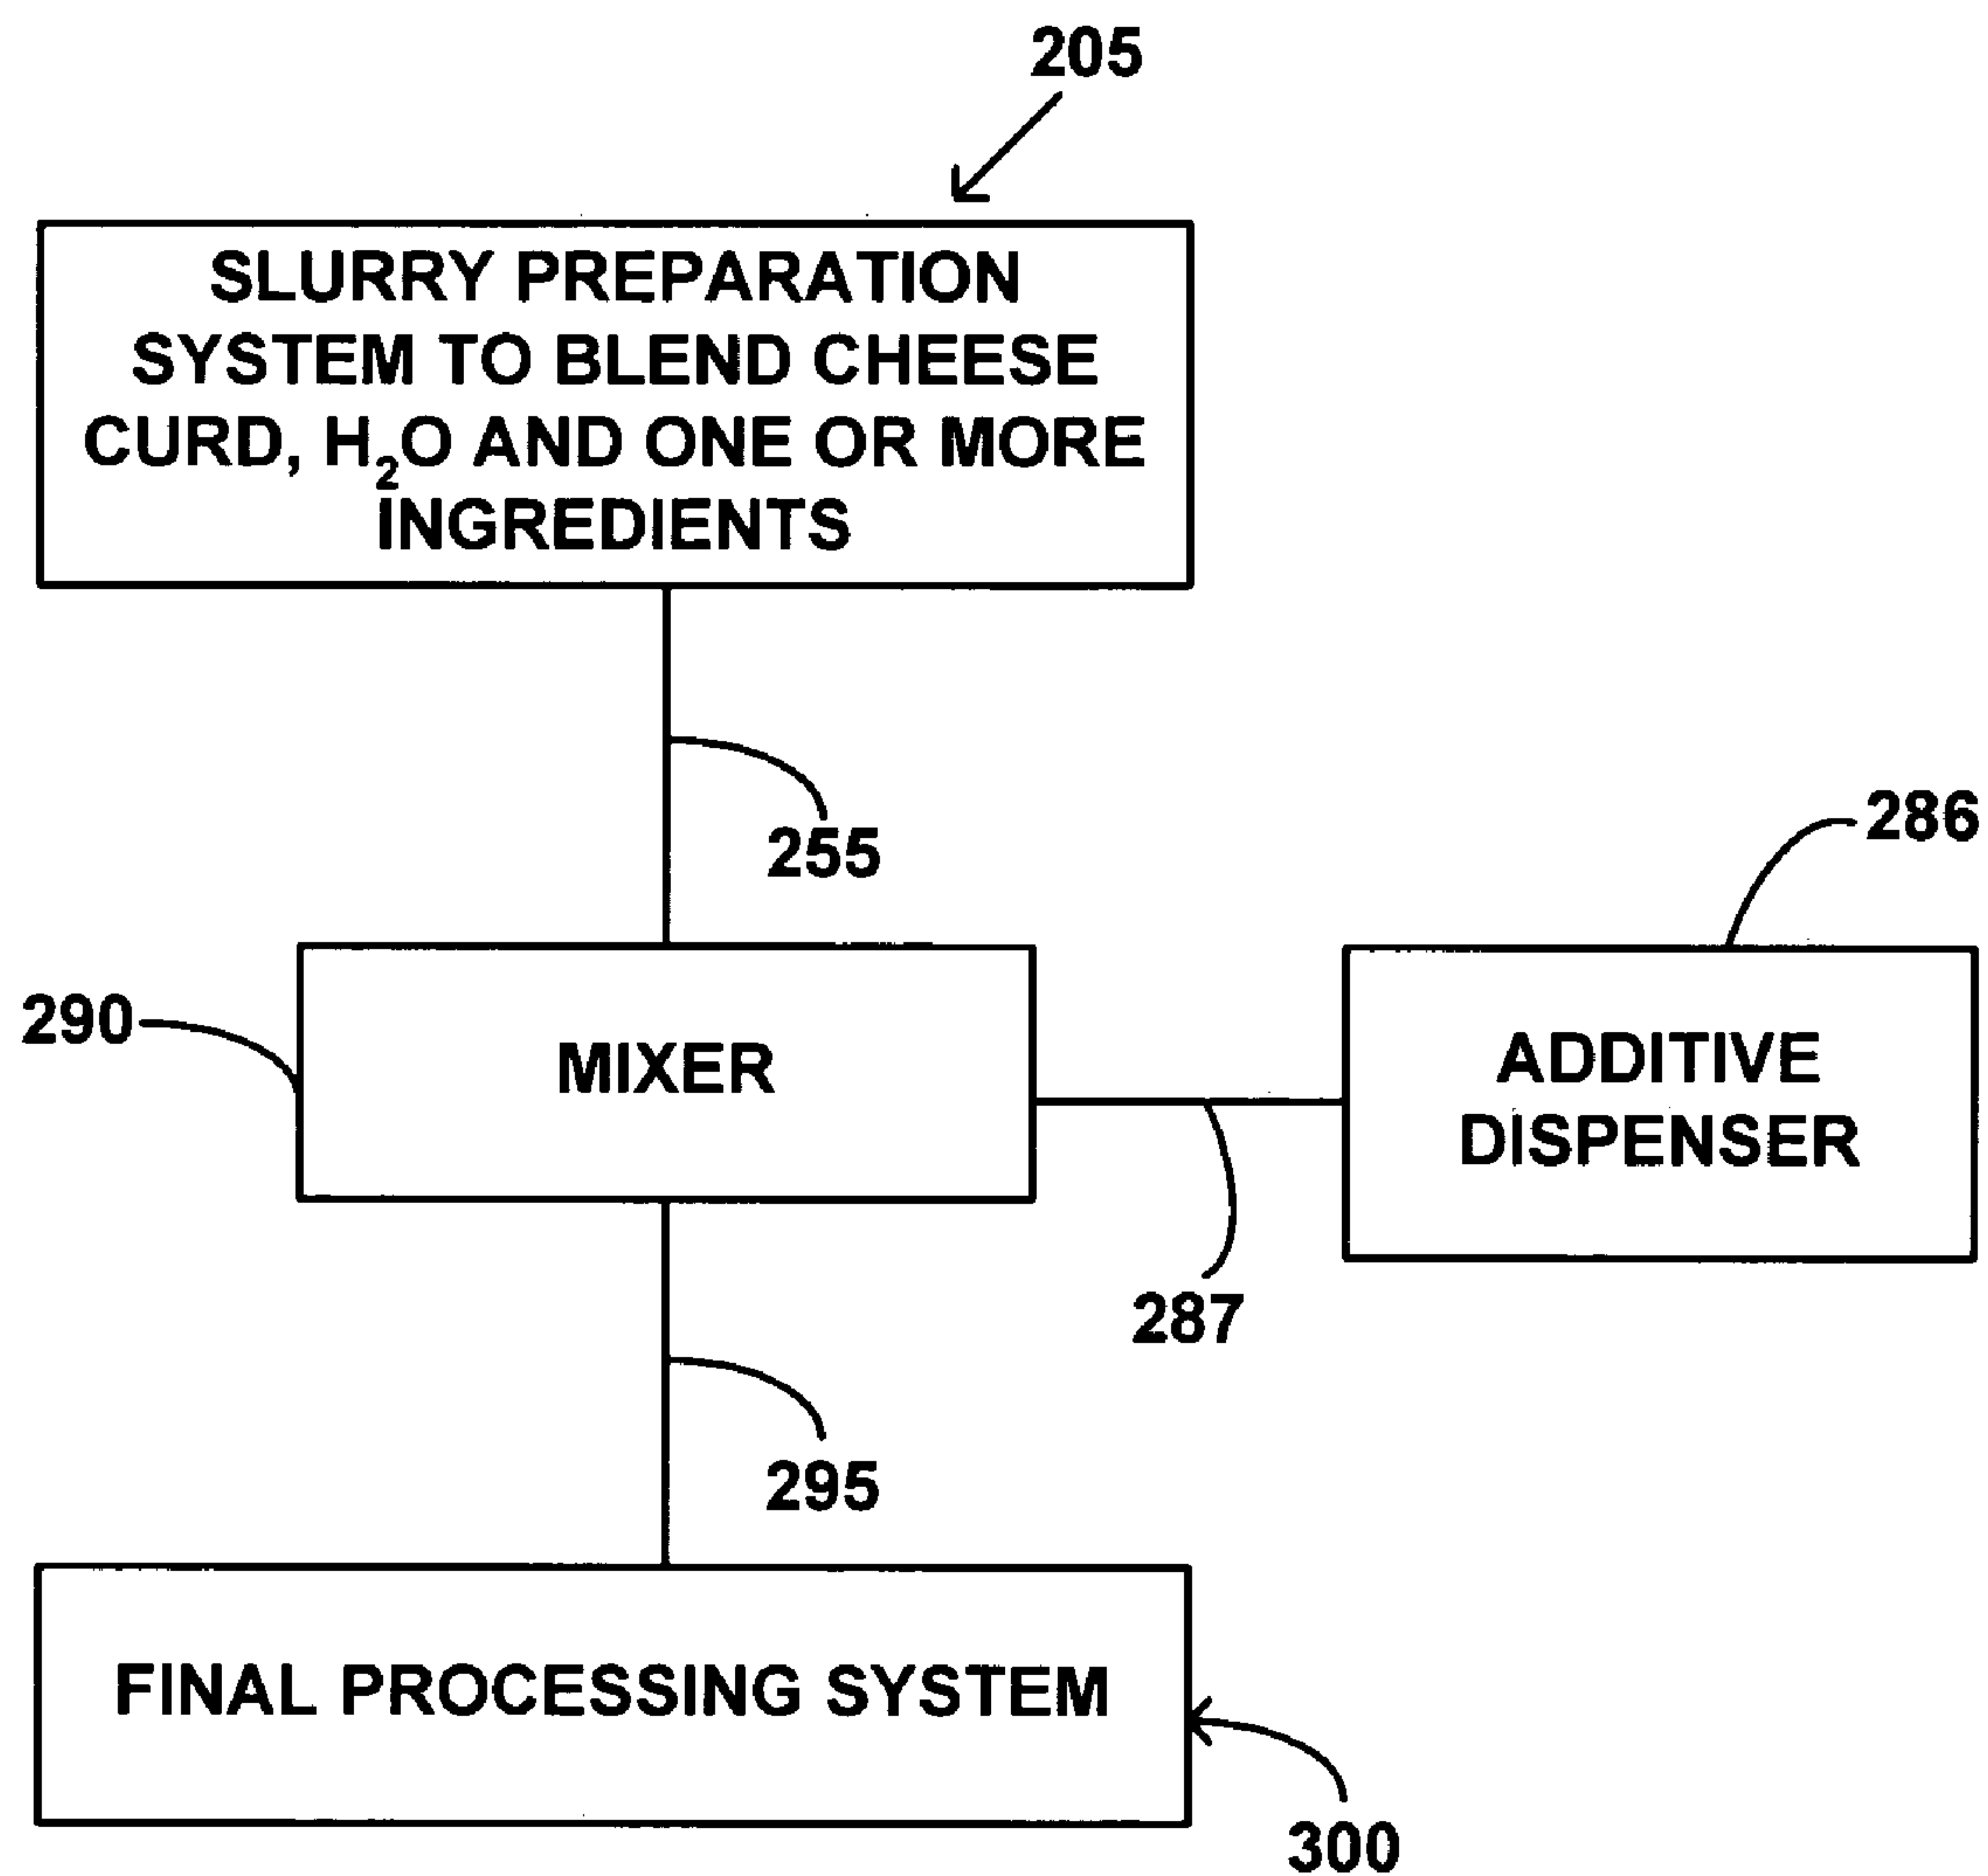 205
SLURRY PREPARATION
SYSTEM TO BLEND CHEESE
CURD, H₂O AND ONE OR MORE
INGREDIENTS
255
286
290
MIXER
ADDITIVE
DISPENSER
287
295
FINAL PROCESSING SYSTEM
300